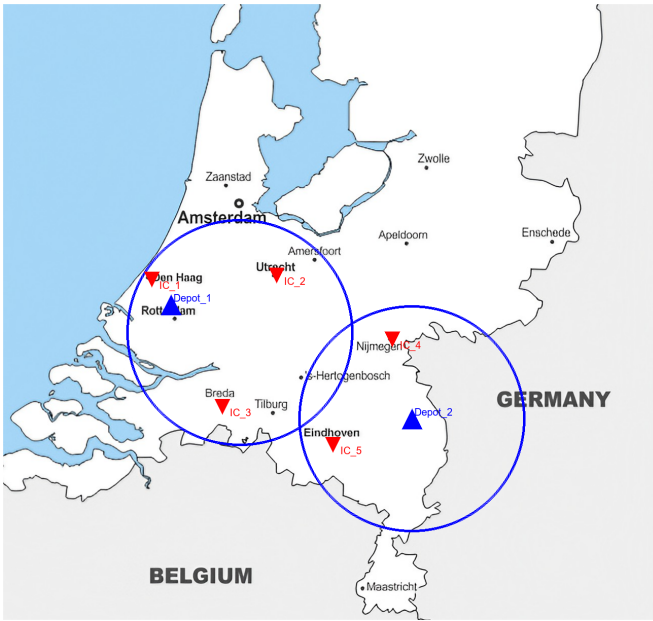 Zwolle
Zaanstad
Amsterdam
Enschede
Apeldoorn
Amersfoort
Utrecht
Den Haag
IC_1
IC_2
Depot_1
Rotterdam
Nijmegen
IC_4
's-Hertogenbosch
Breda
GERMANY
Tilburg
IC_3
Depot_2
Eindhoven
IC_5
BELGIUM
Maastricht